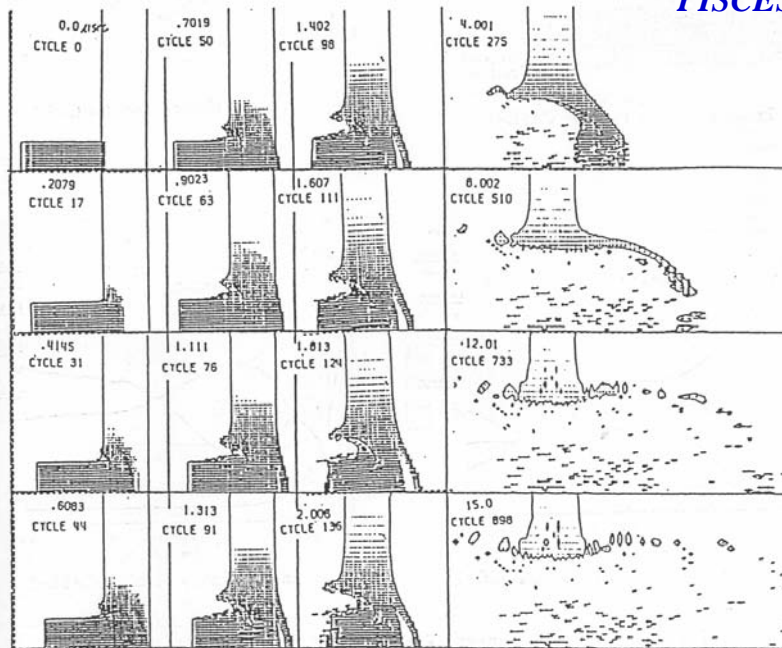 PISCES
0.0
CYCLE 0
.7019
CYCLE 50
1.402
CYCLE 98
4.001
CYCLE 275
.2079
CYCLE 17
.9023
CYCLE 63
1.607
CYCLE 111
8.002
CYCLE 510
.4145
CYCLE 31
1.111
CYCLE 76
1.813
CYCLE 124
12.01
CYCLE 733
.6083
CYCLE 44
1.313
CYCLE 91
2.006
CYCLE 136
15.0
CYCLE 898